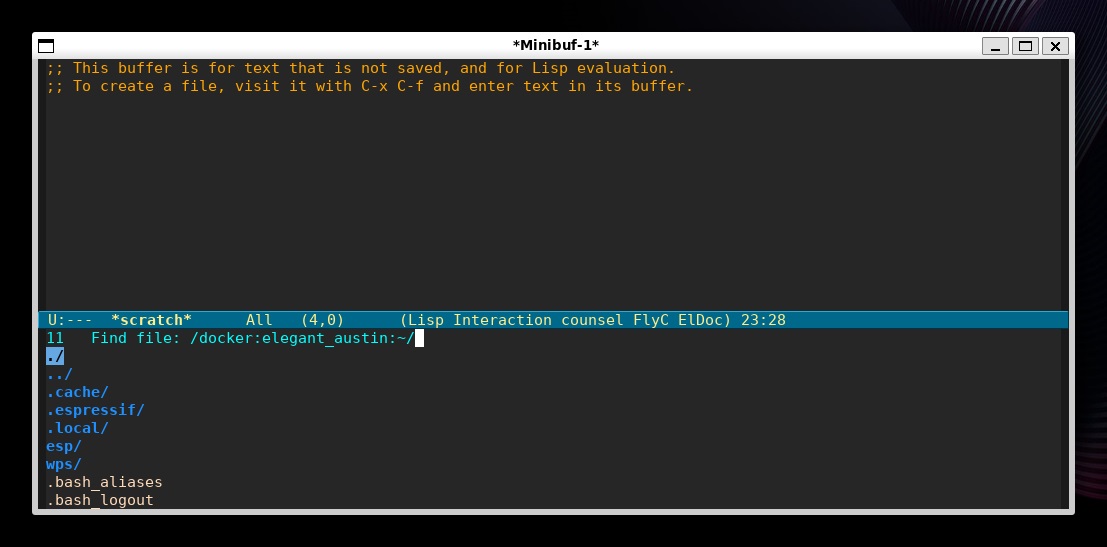 *Minibuf-1*
;; This buffer is for text that is not saved, and for Lisp evaluation.
;; To create a file, visit it with C-x C-f and enter text in its buffer.
U:---  *scratch*      All   (4,0)      (Lisp Interaction counsel FlyC ElDoc) 23:28
11   Find file: /docker:elegant_austin:~/
./
../
.cache/
.espressif/
.local/
esp/
wps/
.bash_aliases
.bash_logout